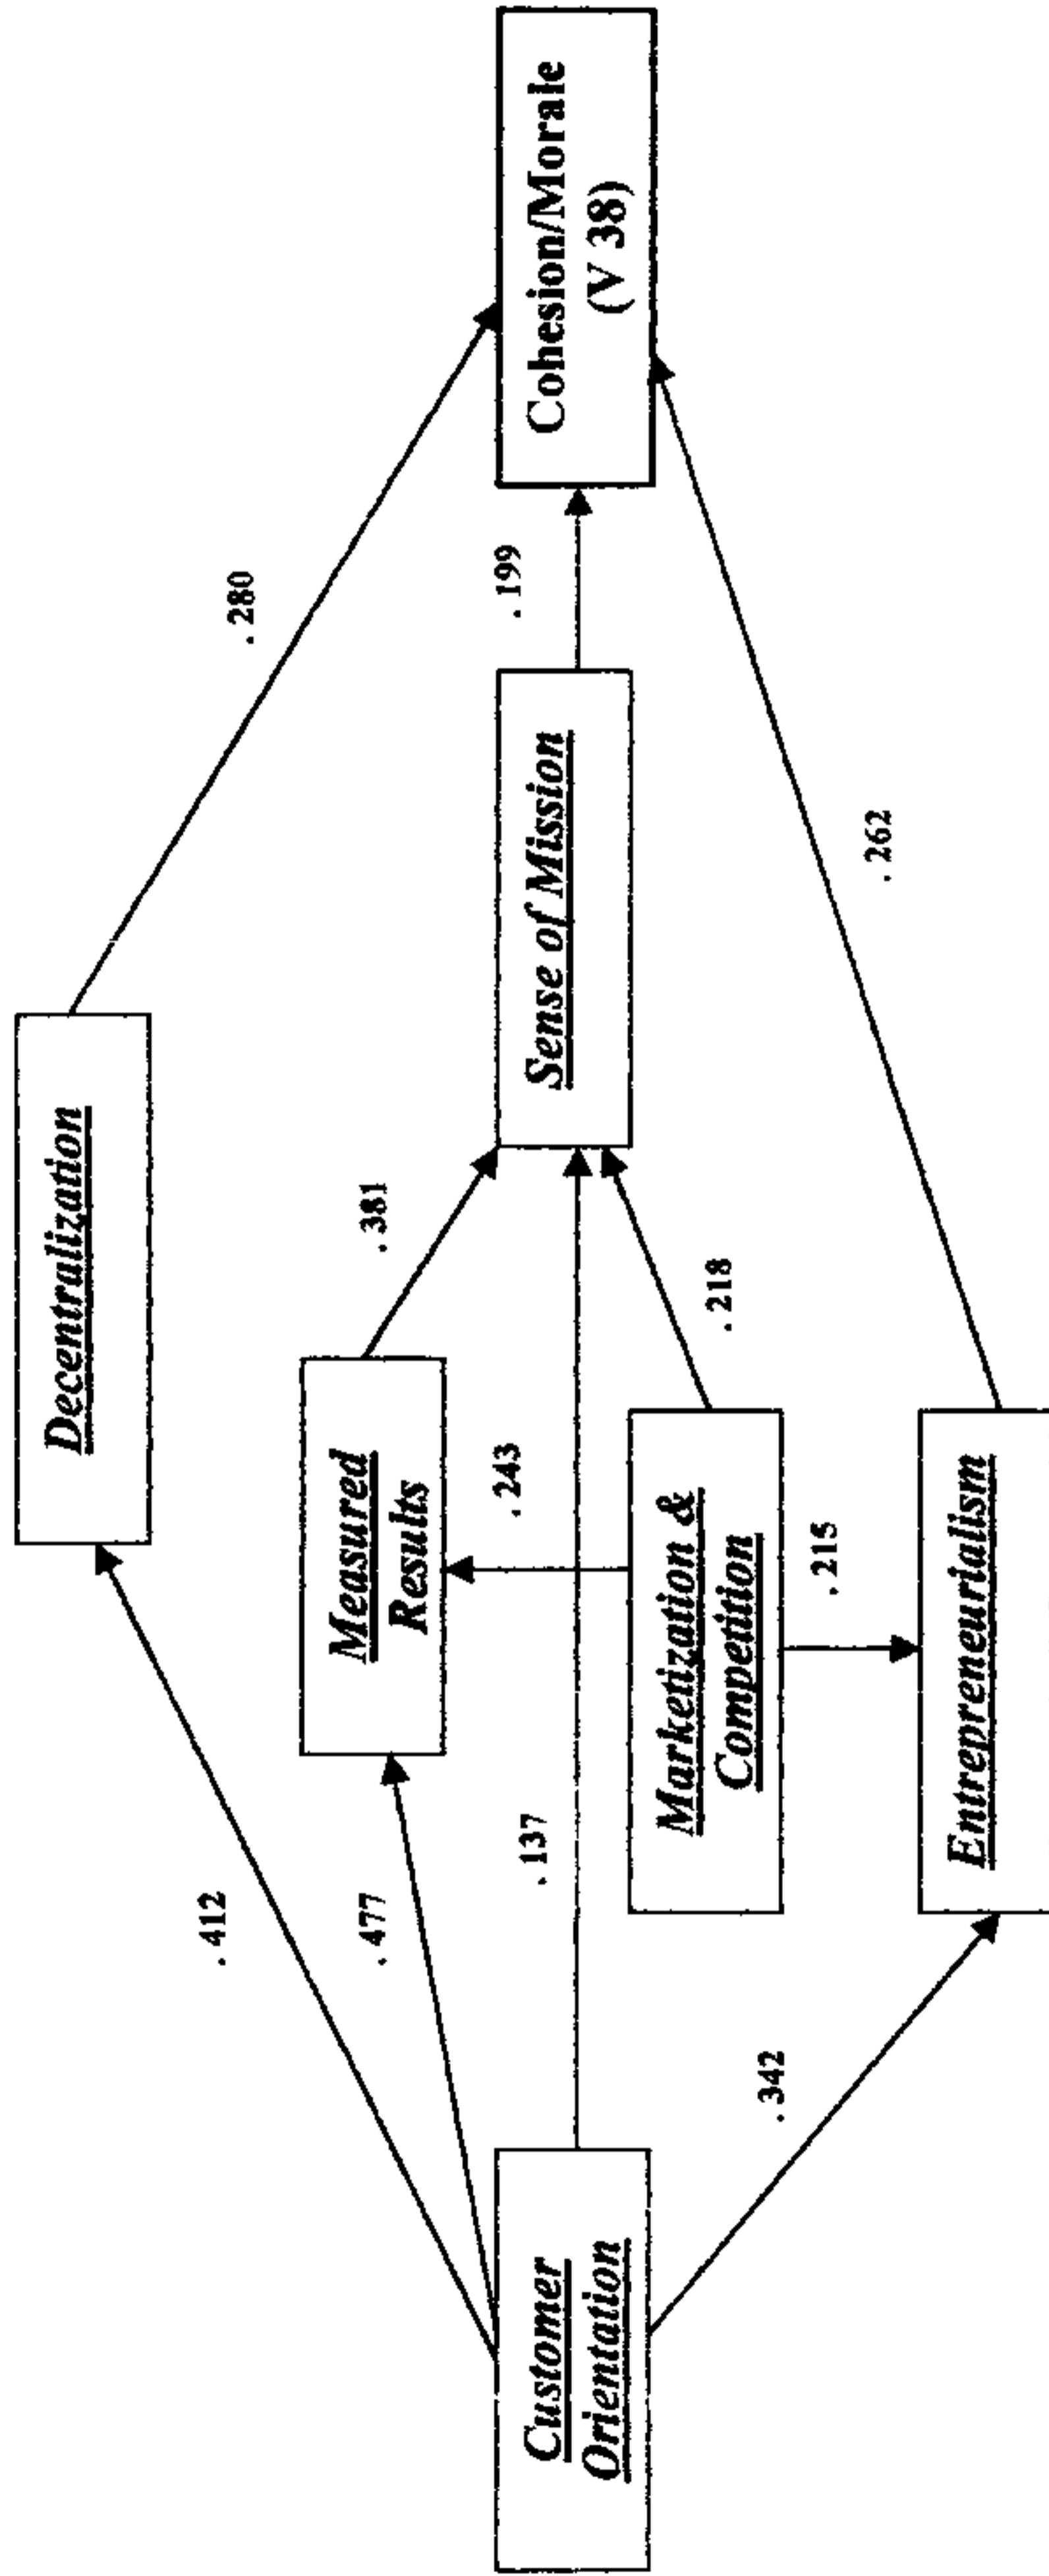 Decentralization
.412
.280
Measured
Results
.477
.381
.243
Customer
Orientation
.137
Sense of Mission
.199
Cohesion/Morale
(V 38)
Marketization &
Competition
.218
.215
.342
.262
Entrepreneurialism